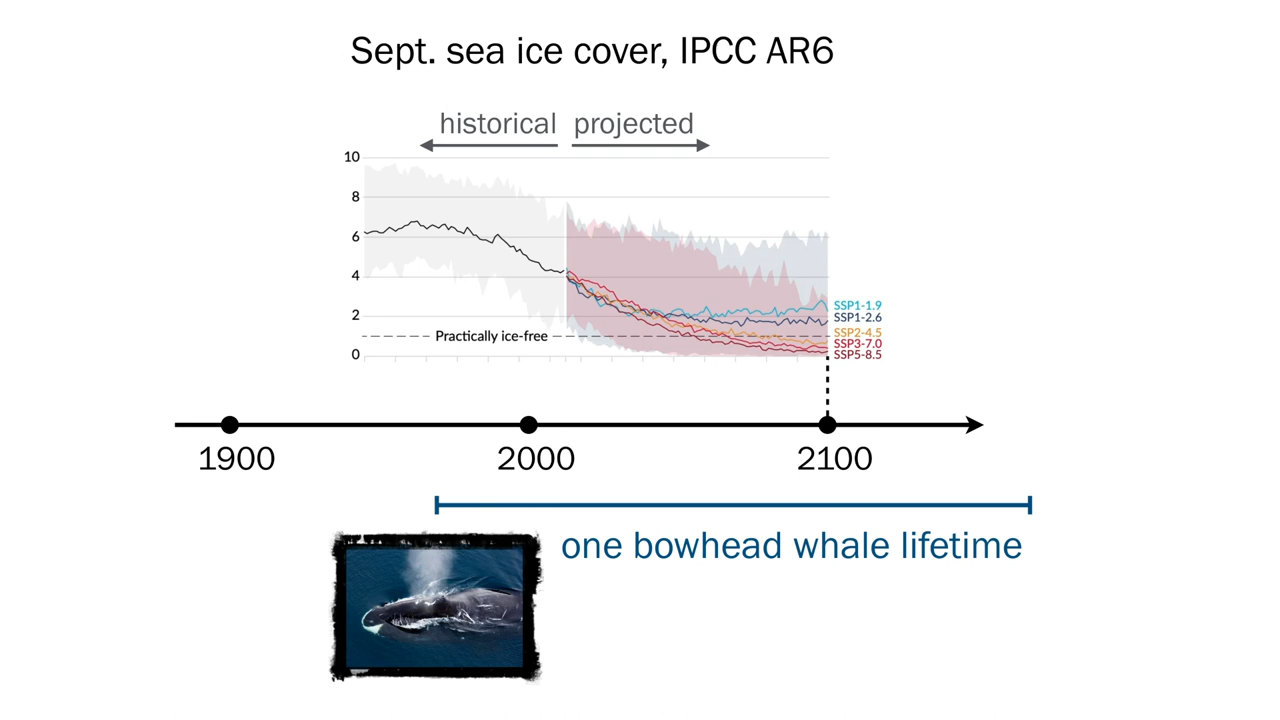 Sept. sea ice cover, IPCC AR6
historical projected
10
8
6
4
2
Practically ice-free
0
SSP1-1.9
SSP1-2.6
SSP2-4.5
SSP3-7.0
SSP5-8.5
1900 2000 2100
one bowhead whale lifetime